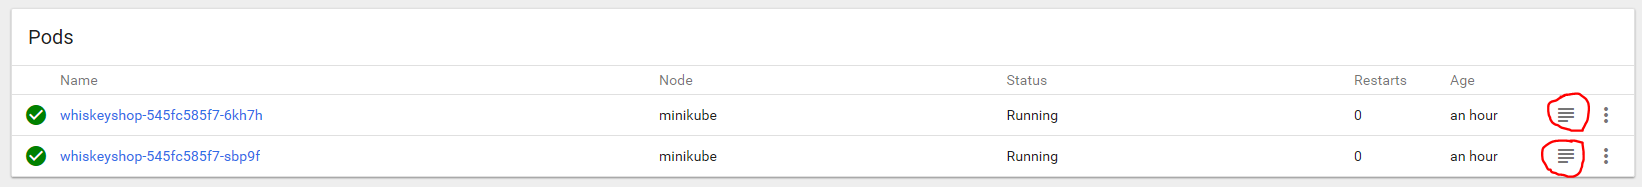 Pods
Name Node Status Restarts Age
whiskeyshop-545fc585f7-6kh7h minikube Running 0 an hour
whiskeyshop-545fc585f7-sbp9f minikube Running 0 an hour